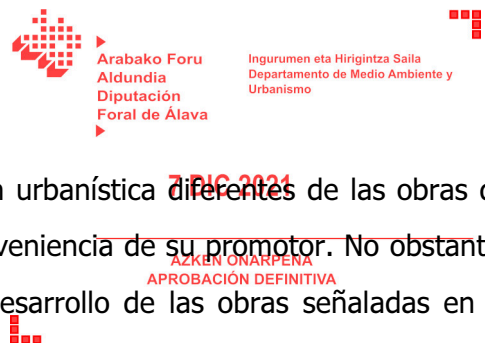 Arabako Foru
Aldundia
Diputación
Foral de Álava
Ingurumen eta Hirigintza Saila
Departamento de Medio Ambiente y
Urbanismo
urbanística diferentes de las obras
7 DIC 2021
de su promotor. No obstant
AZKEN ONARPENA
APROBACIÓN DEFINITIVA
de las obras señaladas en